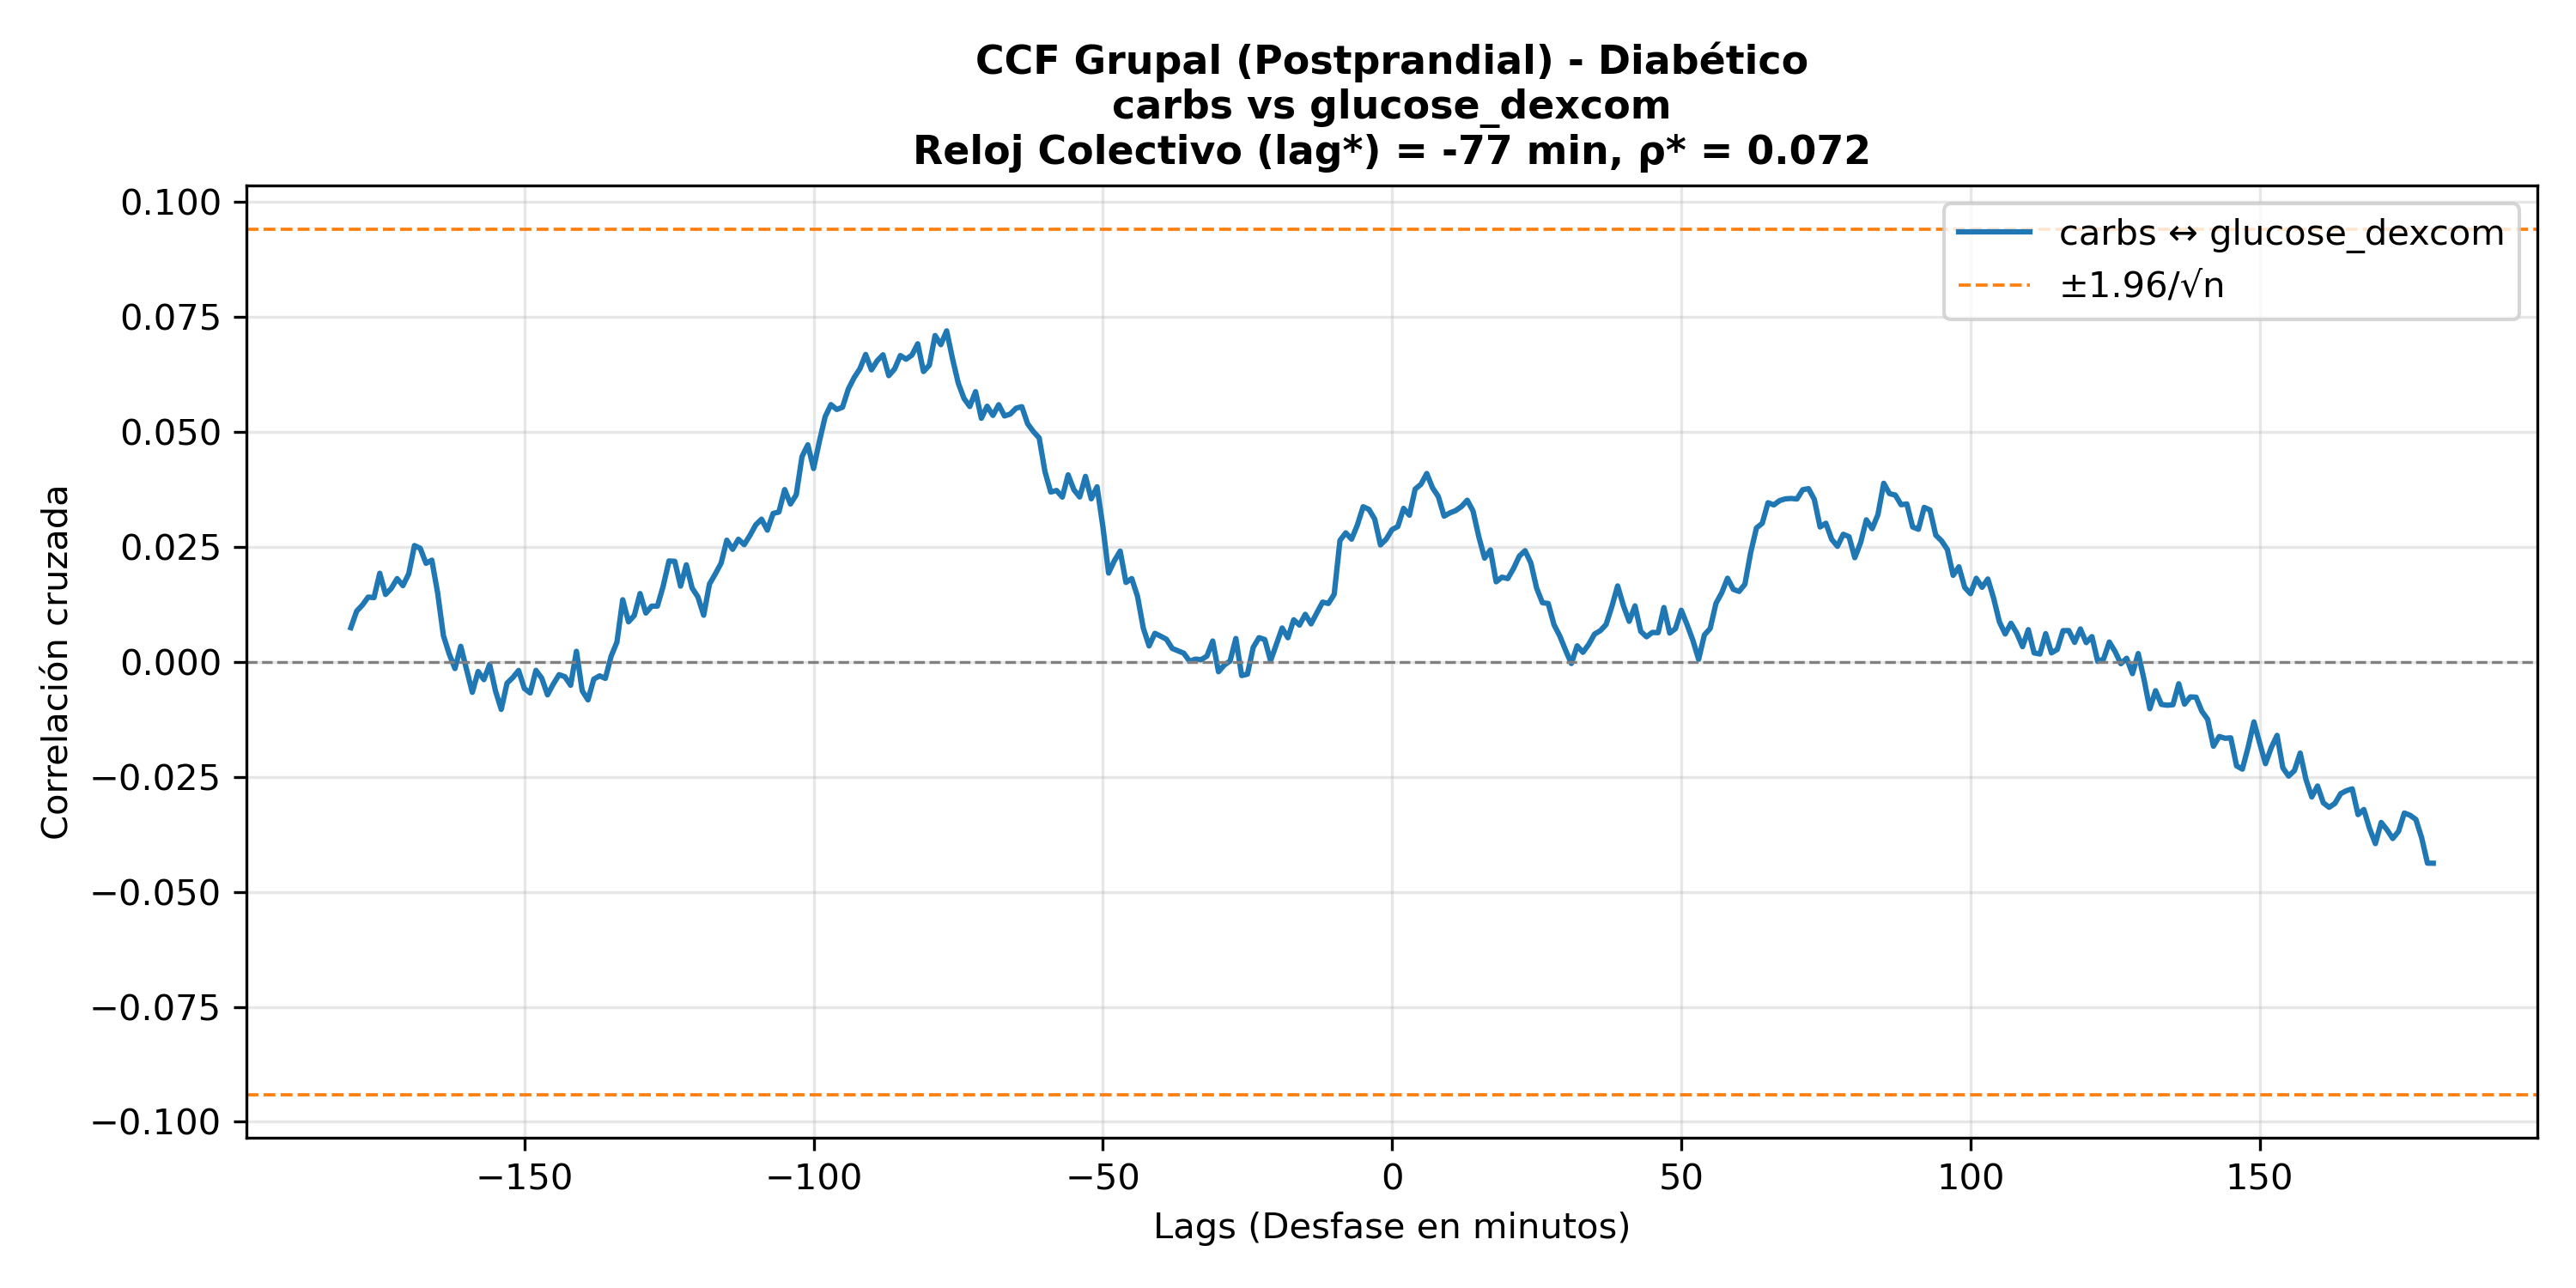 CCF Grupal (Postprandial) - Diabético
carbs vs glucose_dexcom
Reloj Colectivo (lag*) = -77 min, ρ* = 0.072
carbs ↔ glucose_dexcom
±1.96/√n
Correlación cruzada
0.100
0.075
0.050
0.025
0.000
−0.025
−0.050
−0.075
−0.100
−150
−100
−50
0
50
100
150
Lags (Desfase en minutos)